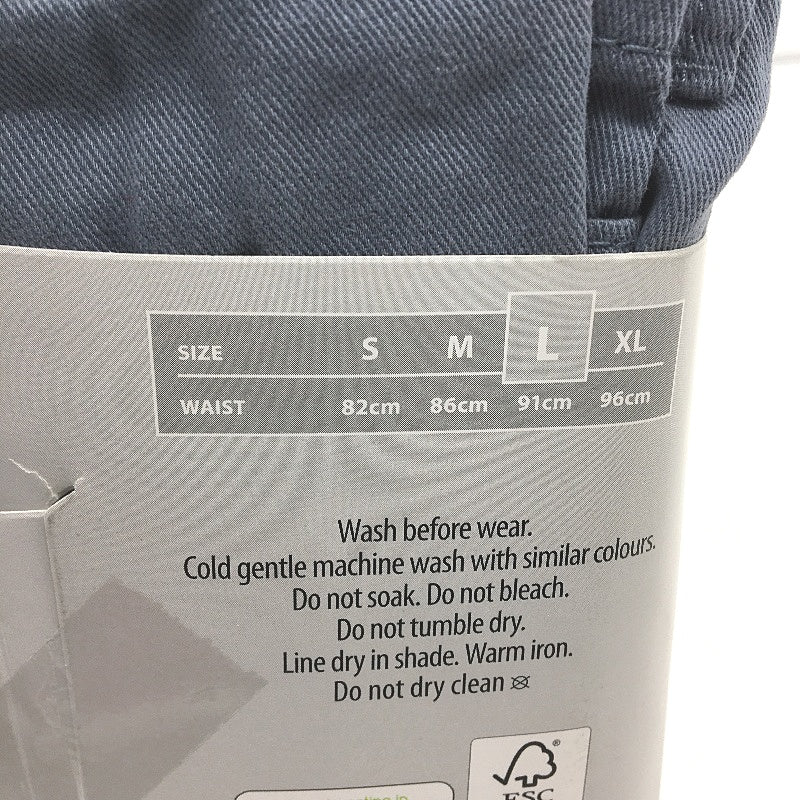 SIZE S M L XL
WAIST 82cm 86cm 91cm 96cm
Wash before wear.
Cold gentle machine wash with similar colours.
Do not soak. Do not bleach.
Do not tumble dry.
Line dry in shade. Warm iron.
Do not dry clean
®
FSC